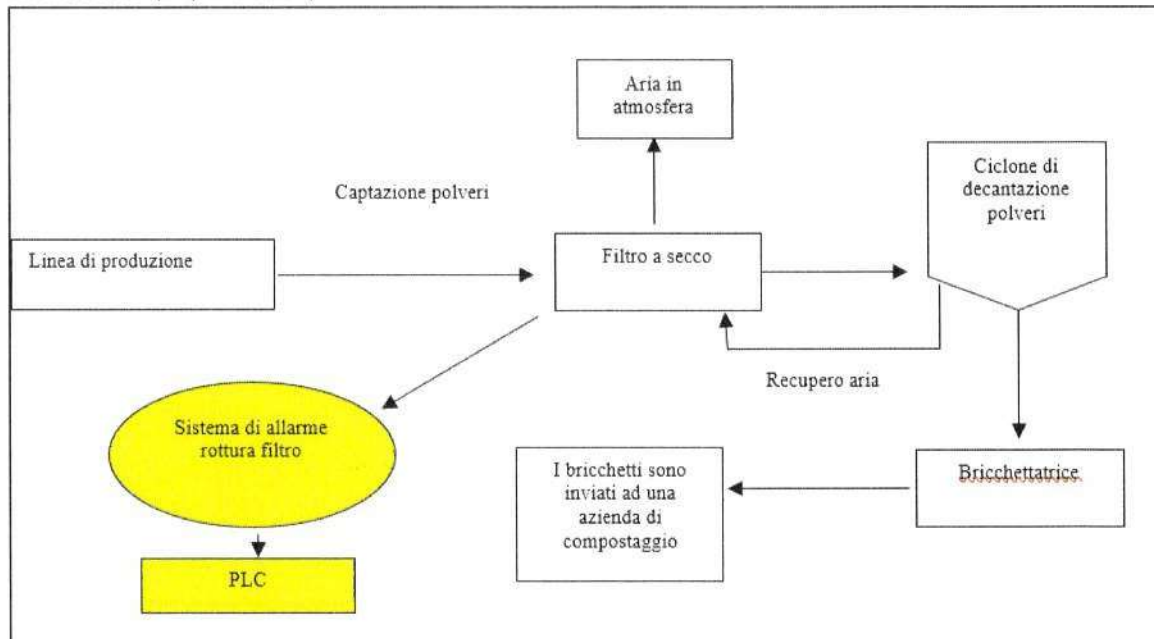 Aria in
atmosfera
Ciclone di
decantazione
polveri
Captazione polveri
Linea di produzione
Filtro a secco
Recupero aria
Sistema di allarme
rottura filtro
I bricchetti sono
inviati ad una
azienda di
compostaggio
Bricchettatrice
PLC